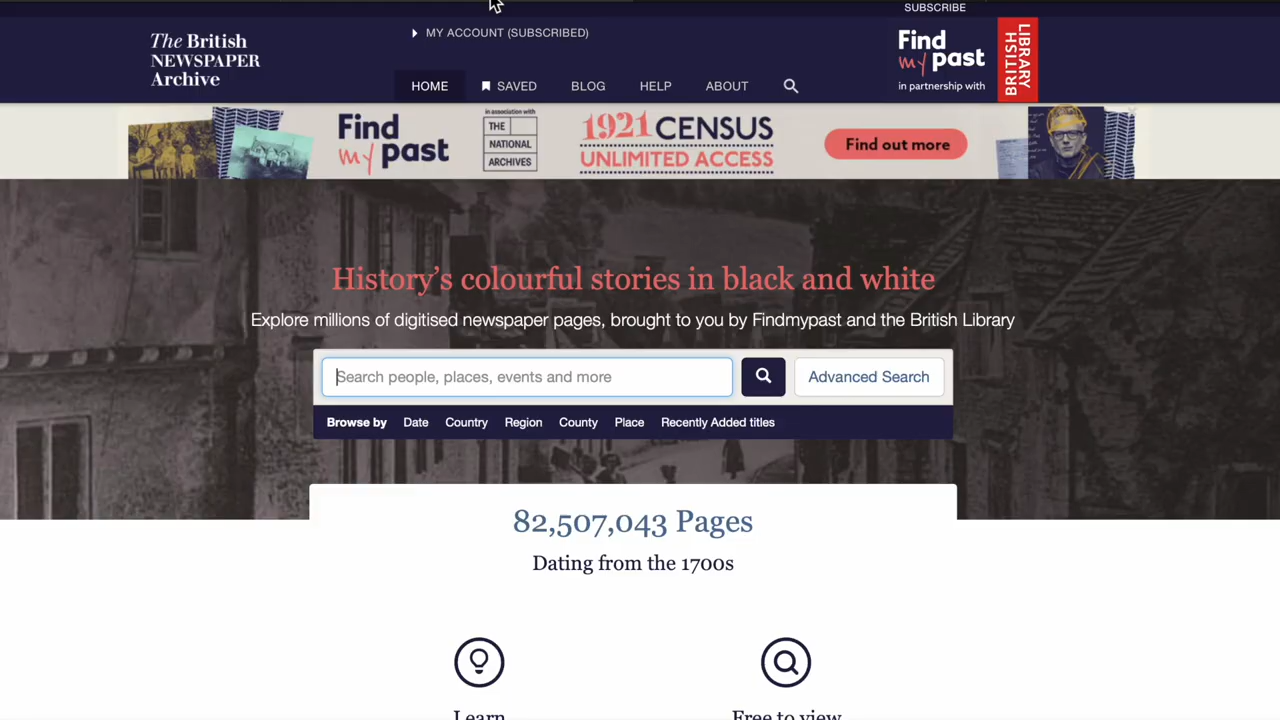 SUBSCRIBE
MY ACCOUNT (SUBSCRIBED)
The British
NEWSPAPER
Archive
HOME
SAVED
BLOG
HELP
ABOUT
Find
my past
in partnership with
BRITISH
LIBRARY
Find
my past
in association with
THE
NATIONAL
ARCHIVES
1921 CENSUS
UNLIMITED ACCESS
Find out more
History's colourful stories in black and white
Explore millions of digitised newspaper pages, brought to you by Findmypast and the British Library
Search people, places, events and more
Advanced Search
Browse by Date Country Region County Place Recently Added titles
82,507,043 Pages
Dating from the 1700s
Learn
Free to view